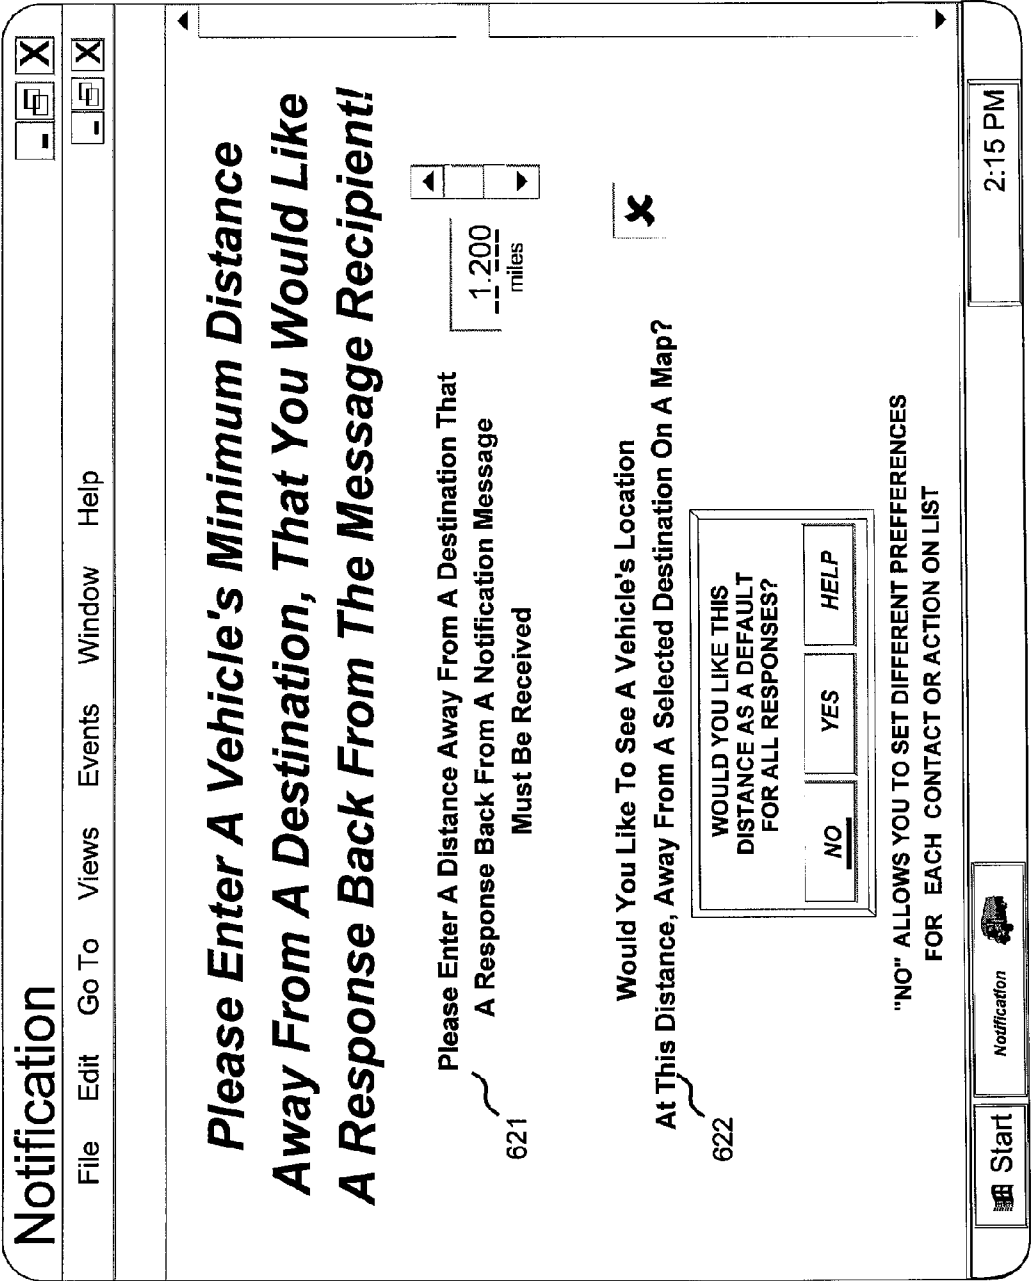 Notification
File Edit Go To Views Events Window Help
Please Enter A Vehicle's Minimum Distance
Away From A Destination, That You Would Like
A Response Back From The Message Recipient!
Please Enter A Distance Away From A Destination That
A Response Back From A Notification Message
Must Be Received
1.200
miles
621
Would You Like To See A Vehicle's Location
At This Distance, Away From A Selected Destination On A Map?
622
WOULD YOU LIKE THIS
DISTANCE AS A DEFAULT
FOR ALL RESPONSES?
NO YES HELP
"NO" ALLOWS YOU TO SET DIFFERENT PREFFERENCES
FOR EACH CONTACT OR ACTION ON LIST
Start Notification 2:15 PM